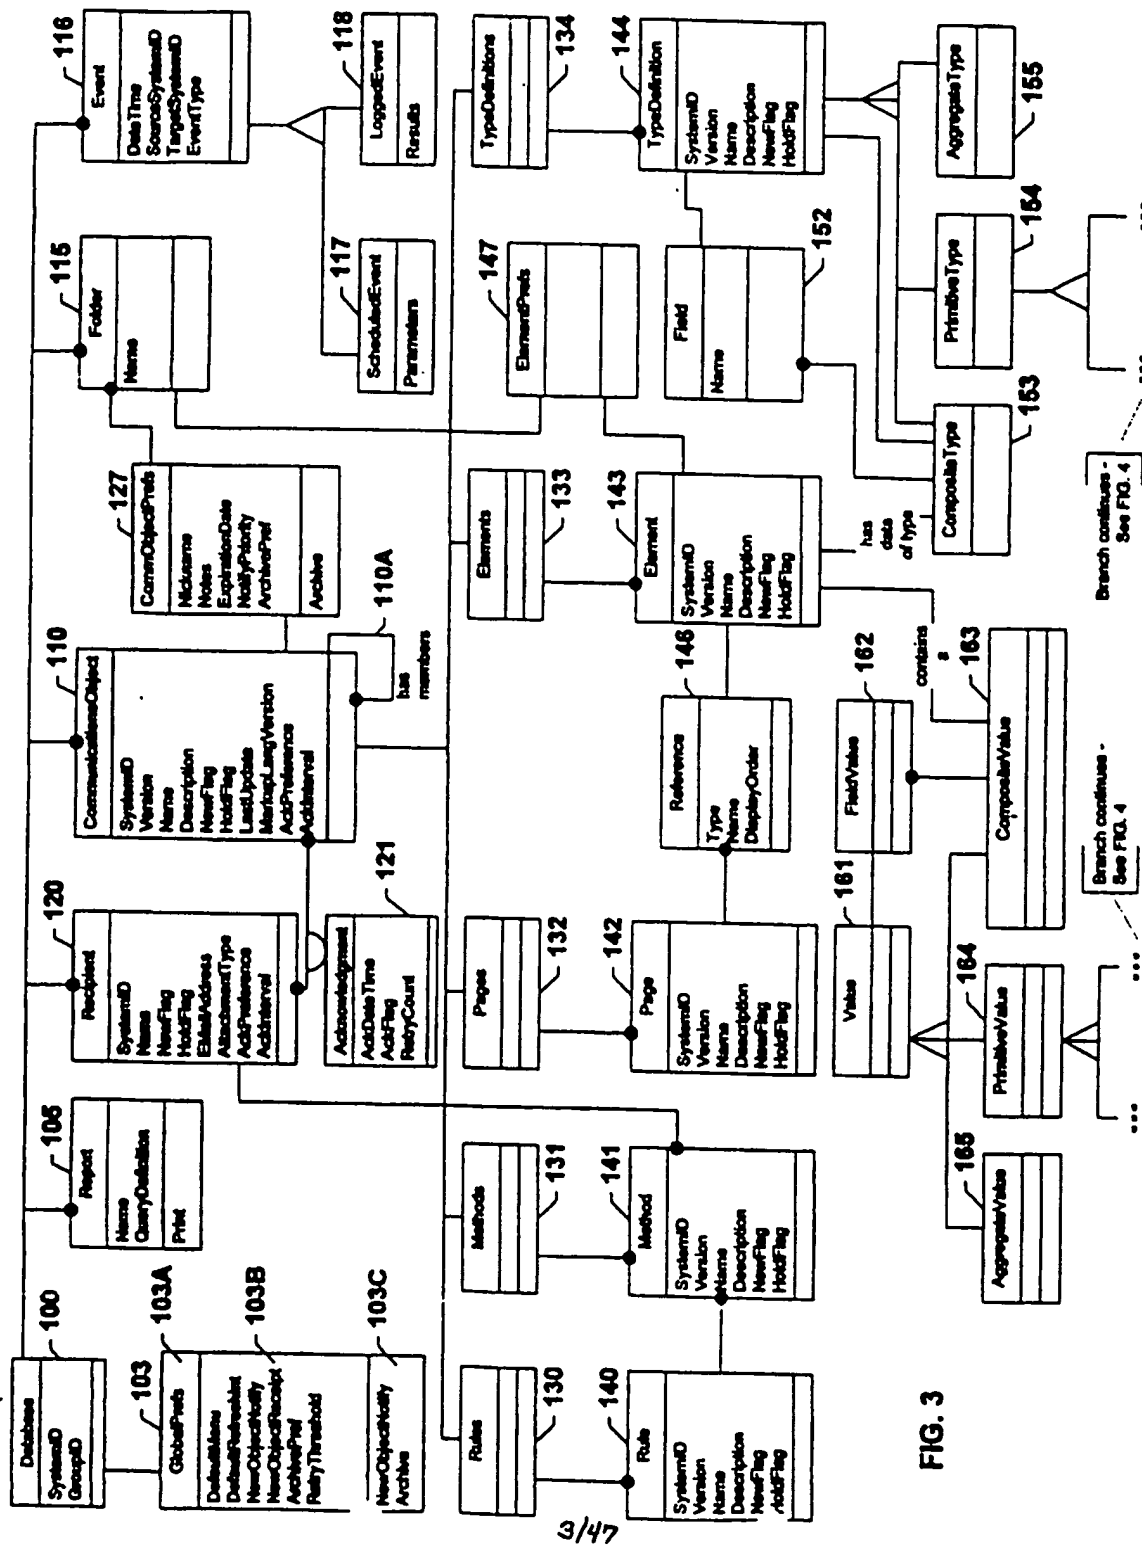 Database
SystemID
GroupID
100
103
103A
GlobalPrefs
DefaultMenu
DefaultRefreshInt
NewObjectNotify
NewObjectReceipt
ArchivePref
RetryThreshold
103B
NewObjectNotify
Archive
103C
Report
105
Name
QueryDefinition
Print
Recipient
120
SystemID
Name
NewFlag
HoldFlag
EMailAddress
AttachmentType
AckPreference
AckInterval
Acknowledgment
121
AckDateTime
AckFlag
RetryCount
CommunicationsObject
110
SystemID
Version
Name
Description
NewFlag
HoldFlag
LastUpdate
MarkupLangVersion
AckPreference
AckInterval
has
members
110A
CommObjectPrefs
127
Nickname
Notes
ExpirationDate
NotifyPriority
ArchivePref
Archive
Folder
115
Name
Event
116
DateTime
SourceSystemID
TargetSystemID
EventType
ScheduledEvent
117
Parameters
LoggedEvent
118
Results
Rules
130
Methods
131
Pages
132
Elements
133
ElementPrefs
147
TypeDefinitions
134
Rule
140
SystemID
Version
Name
Description
NewFlag
HoldFlag
Method
141
SystemID
Version
Name
Description
NewFlag
HoldFlag
Page
142
SystemID
Version
Name
Description
NewFlag
HoldFlag
Reference
146
Type
Name
DisplayOrder
Element
143
SystemID
Version
Name
Description
NewFlag
HoldFlag
Field
152
Name
TypeDefinition
144
SystemID
Version
Name
Description
NewFlag
HoldFlag
has
data
of type
contains
a
Value
161
FieldValue
162
CompositeType
153
PrimitiveType
154
AggregateType
155
AggregateValue
165
PrimitiveValue
164
CompositeValue
163
...
...
Branch continues -
See FIG. 4
...
...
Branch continues -
See FIG. 4
FIG. 3
3/47